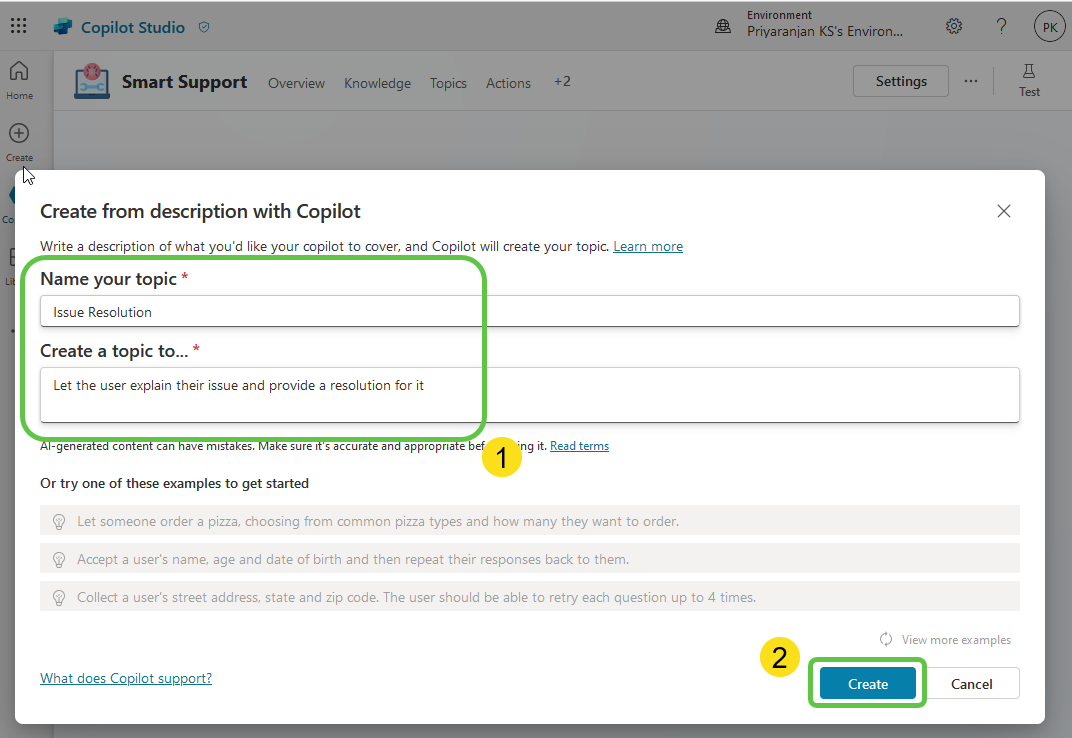 Copilot Studio
Environment
Priyaranjan KS's Environ...
?
PK
Home
Create
Smart Support
Overview
Knowledge
Topics
Actions
+2
Settings
...
Test
Create from description with Copilot
Write a description of what you'd like your copilot to cover, and Copilot will create your topic. Learn more
Name your topic *
Issue Resolution
Create a topic to... *
Let the user explain their issue and provide a resolution for it
AI-generated content can have mistakes. Make sure it's accurate and appropriate it. Read terms
1
Or try one of these examples to get started
Let someone order a pizza, choosing from common pizza types and how many they want to order.
Accept a user's name, age and date of birth and then repeat their responses back to them.
Collect a user's street address, state and zip code. The user should be able to retry each question up to 4 times.
View more examples
What does Copilot support?
2
Create
Cancel